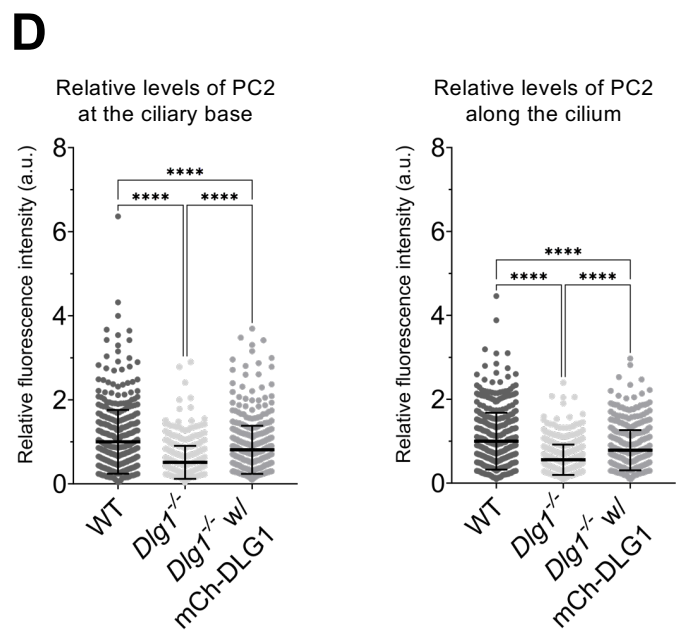 D
Relative levels of PC2
at the ciliary base
Relative fluorescence intensity (a.u.)
8
6
4
2
0
****
****
****
WT
Dlg1-/-
Dlg1-/- w/
mCh-DLG1
Relative levels of PC2
along the cilium
Relative fluorescence intensity (a.u.)
8
6
4
2
0
****
****
****
WT
Dlg1-/-
Dlg1-/- w/
mCh-DLG1